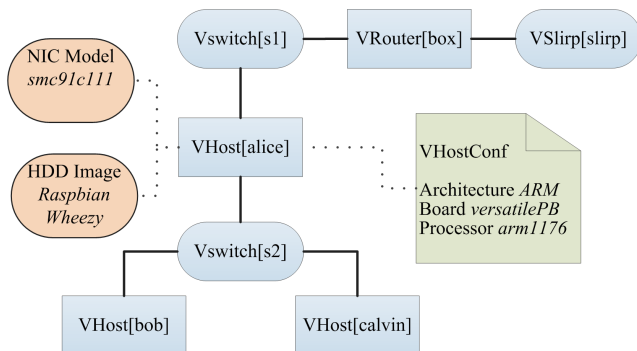 Vswitch[s1]
VRouter[box]
VSlirp[slirp]
NIC Model
smc91c111
VHost[alice]
HDD Image
Raspbian
Wheezy
VHostConf
Architecture ARM
Board versatilePB
Processor arm1176
Vswitch[s2]
VHost[bob]
VHost[calvin]